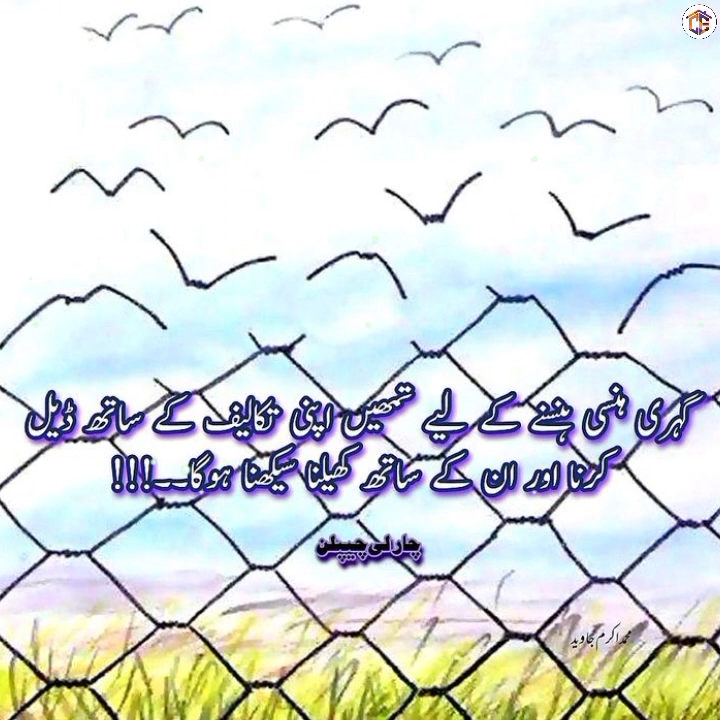 گہری ہنسی ہنسنے کے لیے تمھیں اپنی تکالیف کے ساتھ ڈیل
کرنا اور ان کے ساتھ کھیلنا سیکھنا ہوگا۔۔!!!
چارلی چیپلن
محمد اکرم جاوید